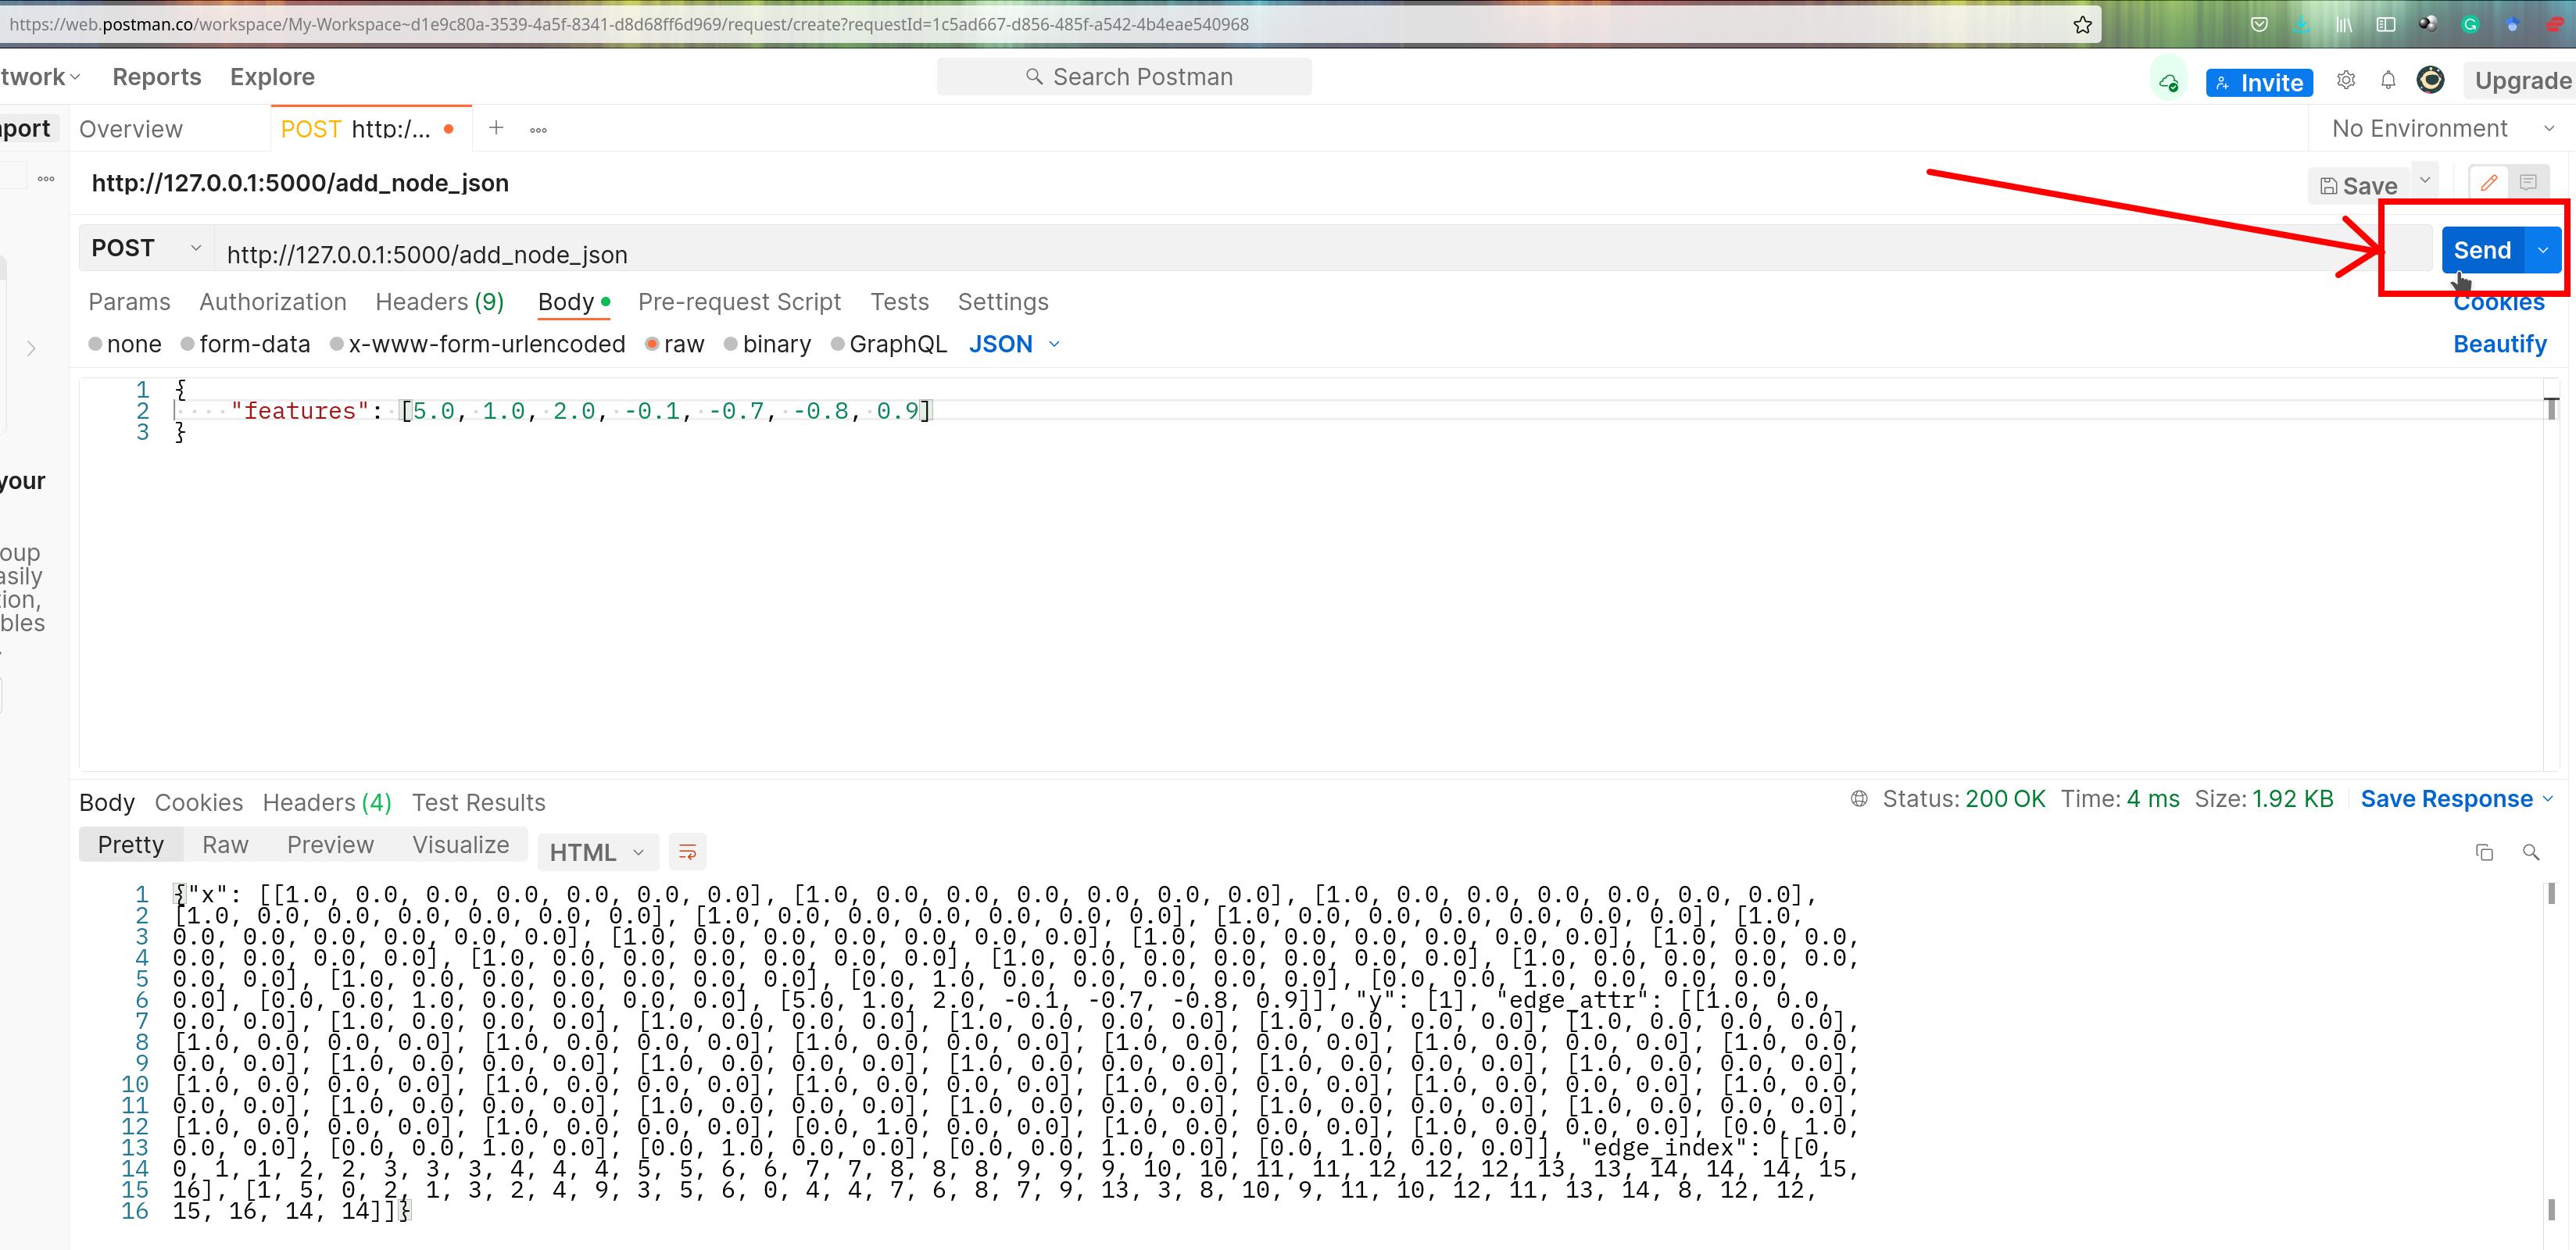 https://web.postman.co/workspace/My-Workspace~d1e9c80a-3539-4a5f-8341-d8d68ff6d969/request/create?requestId=1c5ad667-d856-485f-a542-4b4eae540968
twork Reports Explore Search Postman Invite Upgrade
port Overview POST http:/... No Environment
http://127.0.0.1:5000/add_node_json Save
POST http://127.0.0.1:5000/add_node_json Send
Params Authorization Headers (9) Body Pre-request Script Tests Settings Cookies
none form-data x-www-form-urlencoded raw binary GraphQL JSON Beautify
1 {
2 "features": [5.0, 1.0, 2.0, -0.1, -0.7, -0.8, 0.9]
3 }
your
oup
asily
tion,
bles
Body Cookies Headers (4) Test Results Status: 200 OK Time: 4 ms Size: 1.92 KB Save Response
Pretty Raw Preview Visualize HTML
1 {"x": [[1.0, 0.0, 0.0, 0.0, 0.0, 0.0, 0.0], [1.0, 0.0, 0.0, 0.0, 0.0, 0.0, 0.0], [1.0, 0.0, 0.0, 0.0, 0.0, 0.0, 0.0],
2 [1.0, 0.0, 0.0, 0.0, 0.0, 0.0, 0.0], [1.0, 0.0, 0.0, 0.0, 0.0, 0.0, 0.0], [1.0, 0.0, 0.0, 0.0, 0.0, 0.0, 0.0], [1.0,
3 0.0, 0.0, 0.0, 0.0, 0.0, 0.0], [1.0, 0.0, 0.0, 0.0, 0.0, 0.0, 0.0], [1.0, 0.0, 0.0, 0.0, 0.0, 0.0, 0.0], [1.0, 0.0, 0.0,
4 0.0, 0.0, 0.0, 0.0], [1.0, 0.0, 0.0, 0.0, 0.0, 0.0, 0.0], [1.0, 0.0, 0.0, 0.0, 0.0, 0.0, 0.0], [1.0, 0.0, 0.0, 0.0, 0.0,
5 0.0, 0.0], [1.0, 0.0, 0.0, 0.0, 0.0, 0.0, 0.0], [0.0, 1.0, 0.0, 0.0, 0.0, 0.0, 0.0], [0.0, 0.0, 1.0, 0.0, 0.0, 0.0,
6 0.0], [0.0, 0.0, 1.0, 0.0, 0.0, 0.0, 0.0], [5.0, 1.0, 2.0, -0.1, -0.7, -0.8, 0.9]], "y": [1], "edge_attr": [[1.0, 0.0,
7 0.0, 0.0], [1.0, 0.0, 0.0, 0.0], [1.0, 0.0, 0.0, 0.0], [1.0, 0.0, 0.0, 0.0], [1.0, 0.0, 0.0, 0.0], [1.0, 0.0, 0.0, 0.0],
8 [1.0, 0.0, 0.0, 0.0], [1.0, 0.0, 0.0, 0.0], [1.0, 0.0, 0.0, 0.0], [1.0, 0.0, 0.0, 0.0], [1.0, 0.0, 0.0, 0.0], [1.0, 0.0,
9 0.0, 0.0], [1.0, 0.0, 0.0, 0.0], [1.0, 0.0, 0.0, 0.0], [1.0, 0.0, 0.0, 0.0], [1.0, 0.0, 0.0, 0.0], [1.0, 0.0, 0.0, 0.0],
10 [1.0, 0.0, 0.0, 0.0], [1.0, 0.0, 0.0, 0.0], [1.0, 0.0, 0.0, 0.0], [1.0, 0.0, 0.0, 0.0], [1.0, 0.0, 0.0, 0.0], [1.0, 0.0,
11 0.0, 0.0], [1.0, 0.0, 0.0, 0.0], [1.0, 0.0, 0.0, 0.0], [1.0, 0.0, 0.0, 0.0], [1.0, 0.0, 0.0, 0.0], [1.0, 0.0, 0.0, 0.0],
12 [1.0, 0.0, 0.0, 0.0], [1.0, 0.0, 0.0, 0.0], [0.0, 1.0, 0.0, 0.0], [1.0, 0.0, 0.0, 0.0], [1.0, 0.0, 0.0, 0.0], [0.0, 1.0,
13 0.0, 0.0], [0.0, 0.0, 1.0, 0.0], [0.0, 1.0, 0.0, 0.0], [0.0, 0.0, 1.0, 0.0], [0.0, 1.0, 0.0, 0.0]], "edge_index": [[0,
14 0, 1, 1, 2, 2, 3, 3, 3, 4, 4, 4, 5, 5, 6, 6, 7, 7, 8, 8, 8, 9, 9, 9, 10, 10, 11, 11, 12, 12, 12, 13, 13, 14, 14, 14, 15,
15 16], [1, 5, 0, 2, 1, 3, 2, 4, 9, 3, 5, 6, 0, 4, 4, 7, 6, 8, 7, 9, 13, 3, 8, 10, 9, 11, 10, 12, 11, 13, 14, 8, 12, 12,
16 15, 16, 14, 14]]}